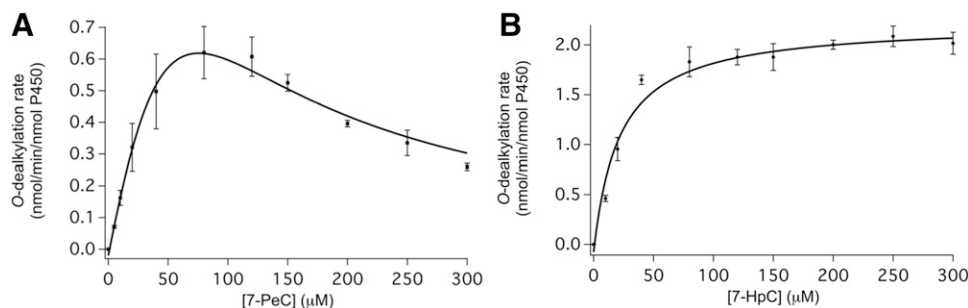 A
O-dealkylation rate
(nmol/min/nmol P450)
0.7
0.6
0.5
0.4
0.3
0.2
0.1
0.0
0 50 100 150 200 250 300
[7-PeC] (μM)
B
O-dealkylation rate
(nmol/min/nmol P450)
2.0
1.5
1.0
0.5
0.0
0 50 100 150 200 250 300
[7-HpC] (μM)